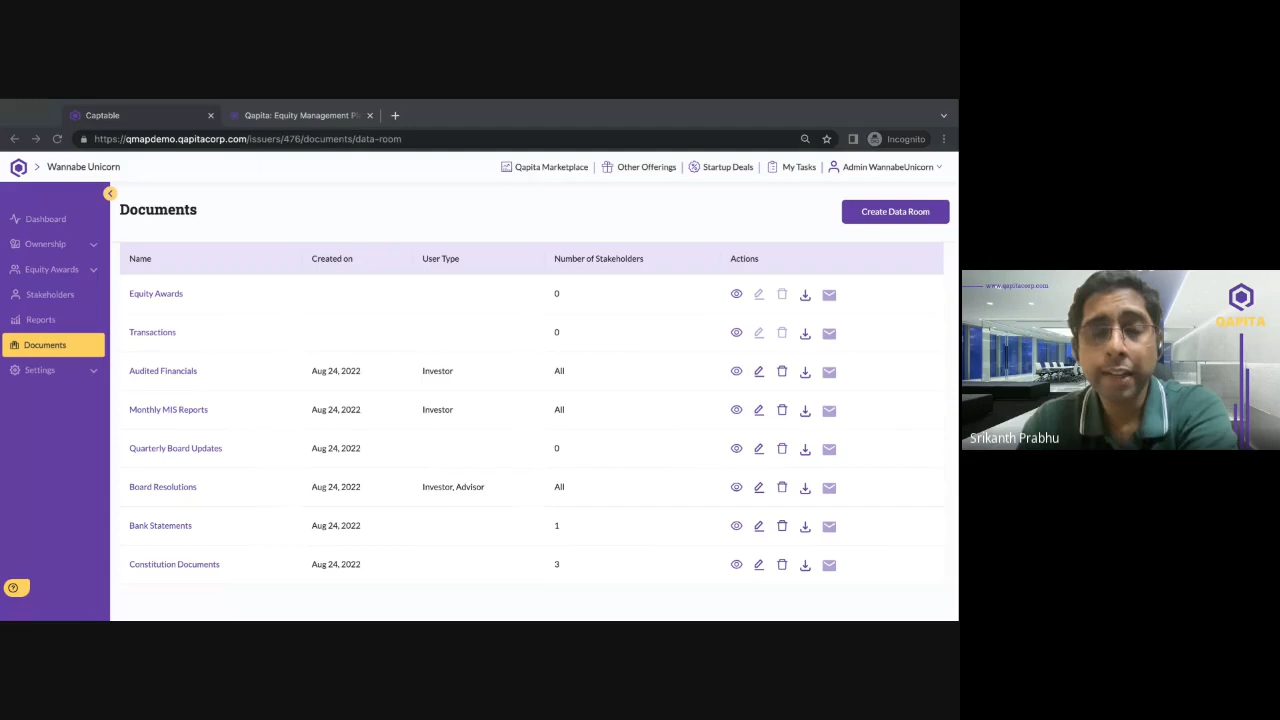 Captable
Qapita: Equity Management Pl
https://qmapdemo.qapitacorp.com/issuers/476/documents/data-room
Incognito
Wannabe Unicorn
Qapita Marketplace
Other Offerings
Startup Deals
My Tasks
Admin WannabeUnicorn
Dashboard
Ownership
Equity Awards
Stakeholders
Reports
Documents
Settings
Documents
Create Data Room
Name Created on User Type Number of Stakeholders Actions
Equity Awards 0
Transactions 0
Audited Financials Aug 24, 2022 Investor All
Monthly MIS Reports Aug 24, 2022 Investor All
Quarterly Board Updates Aug 24, 2022 0
Board Resolutions Aug 24, 2022 Investor, Advisor All
Bank Statements Aug 24, 2022 1
Constitution Documents Aug 24, 2022 3
www.qapitacorp.com
QAPITA
Srikanth Prabhu